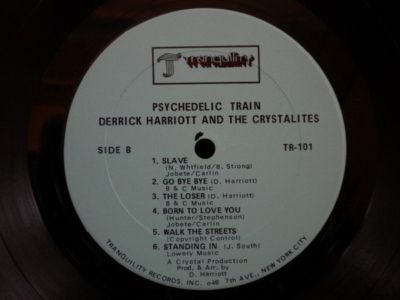 Tranquility
PSYCHEDELIC TRAIN
DERRICK HARRIOTT AND THE CRYSTALITES
SIDE B
TR-101
1. SLAVE
(N. Whtfield/B. Strong)
Jobete/Carlin
2. GO BYE BYE (D. Harriott)
B & C Music
3. THE LOSER (D. Harriott)
B & C Music
4. BORN TO LOVE YOU
(Hunter/Stephenson)
Jobete/Carlin
5. WALK THE STREETS
(Copyright Control)
6. STANDING IN (J. South)
Lowery Music
A Crystal Production
Prod. & Arr. by
D. Harriott
TRANQUILITY RECORDS, INC. 646 7th AVE., NEW YORK CITY